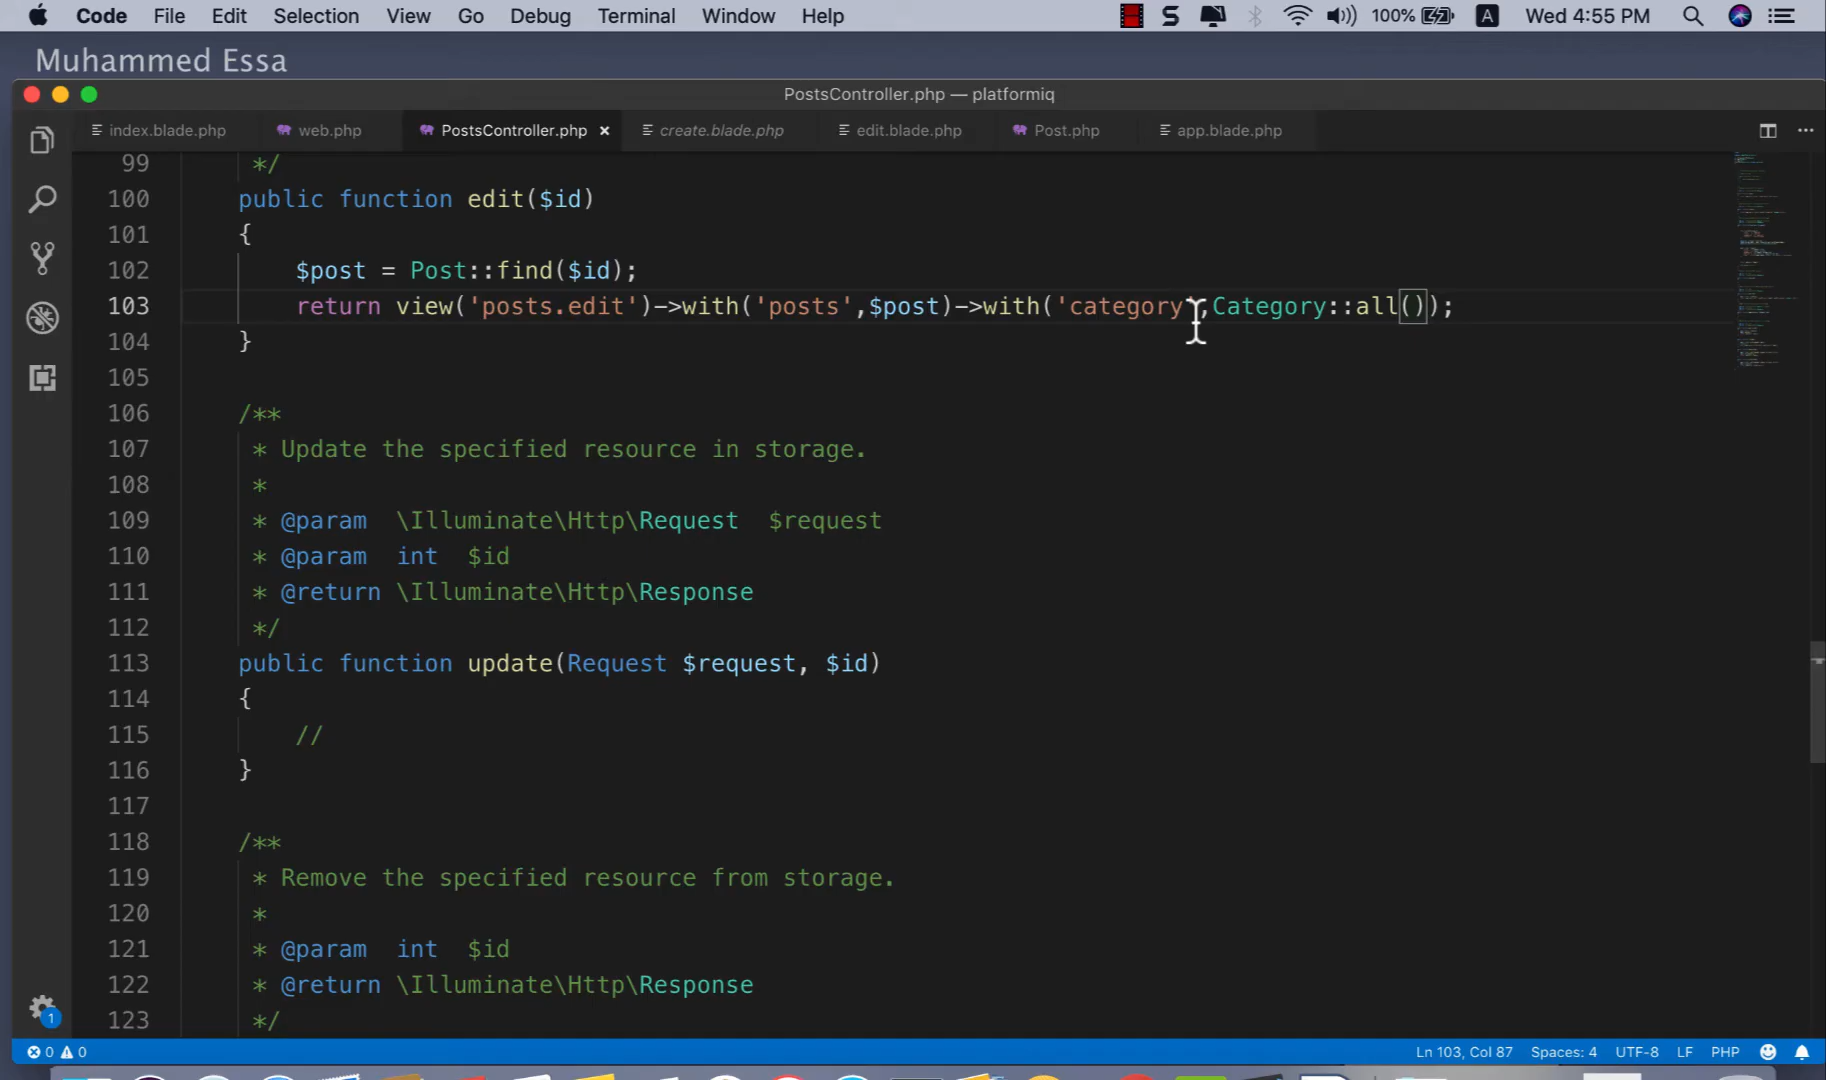 Code File Edit Selection View Go Debug Terminal Window Help S 100% A Wed 4:55 PM
Muhammed Essa
PostsController.php — platformiq
index.blade.php web.php PostsController.php × create.blade.php edit.blade.php Post.php app.blade.php ...
99 */
100 public function edit($id)
101 {
102 $post = Post::find($id);
103 return view('posts.edit')->with('posts',$post)->with('category',Category::all());
104 }
105
106 /**
107 * Update the specified resource in storage.
108 *
109 * @param \Illuminate\Http\Request $request
110 * @param int $id
111 * @return \Illuminate\Http\Response
112 */
113 public function update(Request $request, $id)
114 {
115 //
116 }
117
118 /**
119 * Remove the specified resource from storage.
120 *
121 * @param int $id
122 * @return \Illuminate\Http\Response
123 */
1
0 0 Ln 103, Col 87 Spaces: 4 UTF-8 LF PHP